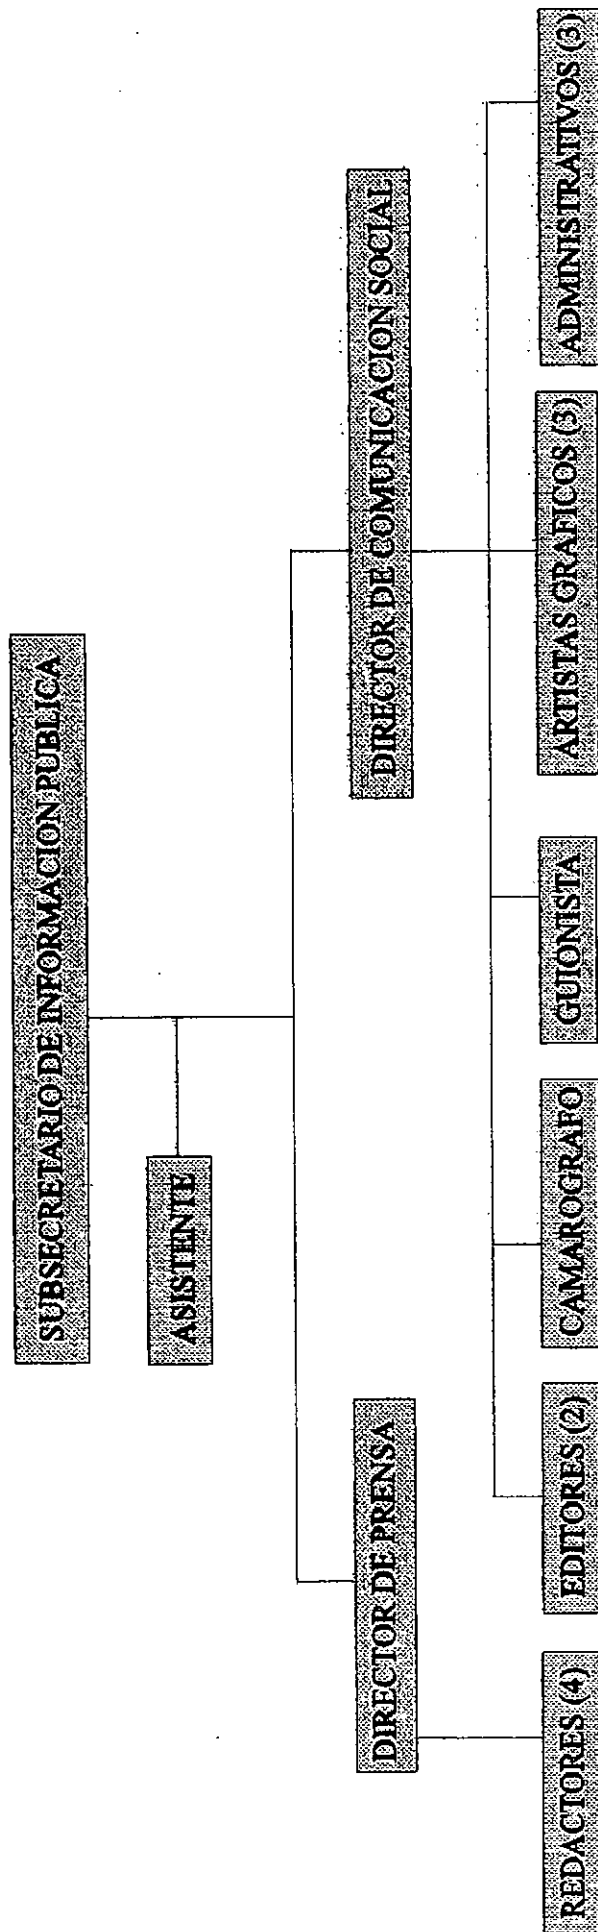 SUBSECRETARIO DE INFORMACION PUBLICA
ASISTENTE
DIRECTOR DE PRENSA
DIRECTOR DE COMUNICACION SOCIAL
REDACTORES (4)
EDITORES (2)
CAMAROGRAFO
GUIONISTA
ARTISTAS GRAFICOS (3)
ADMINISTRATIVOS (3)